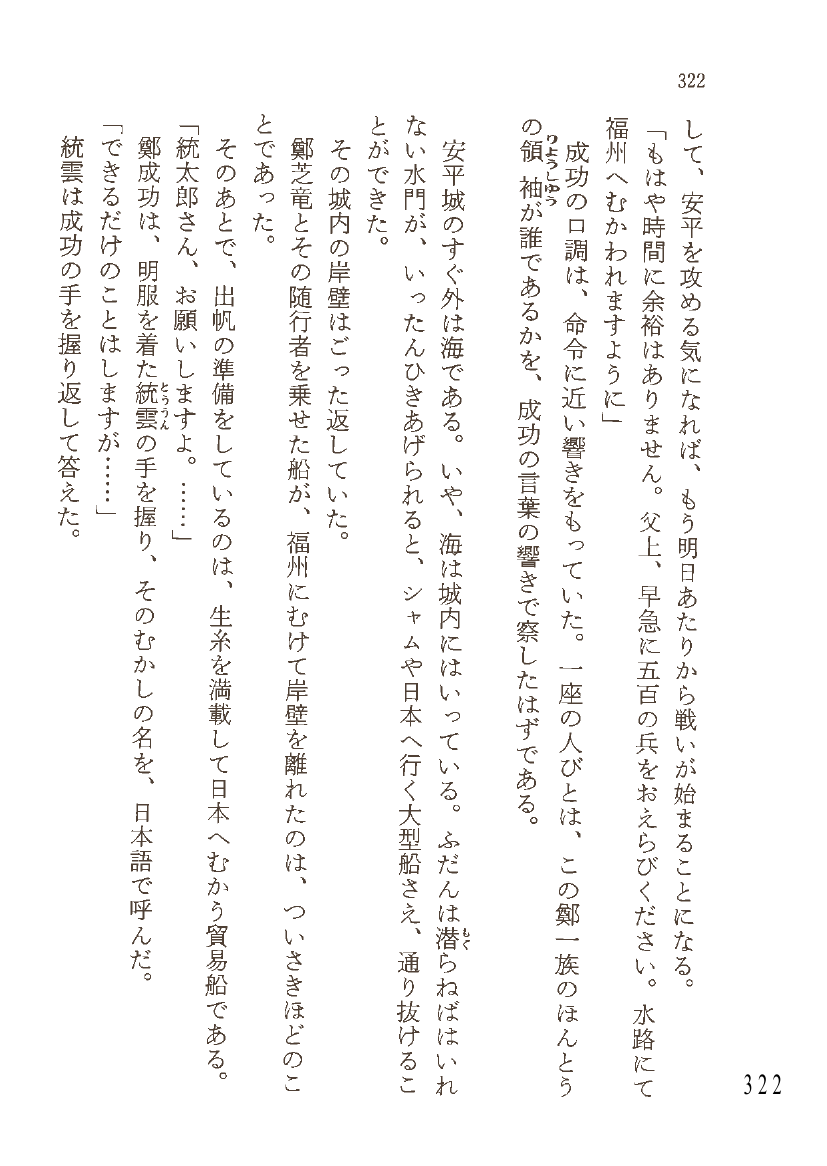 322
して、安平を攻める気になれば、もう明日あたりから戦いが始まることになる。
「もはや時間に余裕はありません。父上、早急に五百の兵をおえらびください。水路にて
福州へむかわれますように」
成功の口調は、命令に近い響きをもっていた。一座の人びとは、この鄭一族のほんとう
の領袖が誰であるかを、成功の言葉の響きで察したはずである。
りょうしゅう
安平城のすぐ外は海である。いや、海は城内にはいっている。ふだんは潜らねばはいれ
もく
ない水門が、いったんひきあげられると、シャムや日本へ行く大型船さえ、通り抜けるこ
とができた。
その城内の岸壁はごった返していた。
鄭芝竜とその随行者を乗せた船が、福州にむけて岸壁を離れたのは、ついさきほどのこ
とであった。
そのあとで、出帆の準備をしているのは、生糸を満載して日本へむかう貿易船である。
「統太郎さん、お願いしますよ。……」
鄭成功は、明服を着た統雲の手を握り、そのむかしの名を、日本語で呼んだ。
とううん
「できるだけのことはしますが……」
統雲は成功の手を握り返して答えた。
322